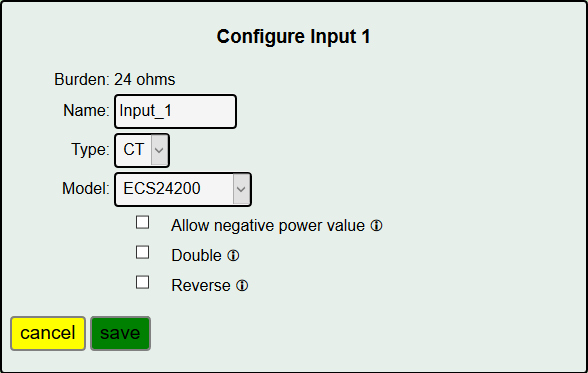 Configure Input 1
Burden: 24 ohms
Name: Input_1
Type: CT
Model: ECS24200
Allow negative power value ⓘ
Double ⓘ
Reverse ⓘ
cancel save